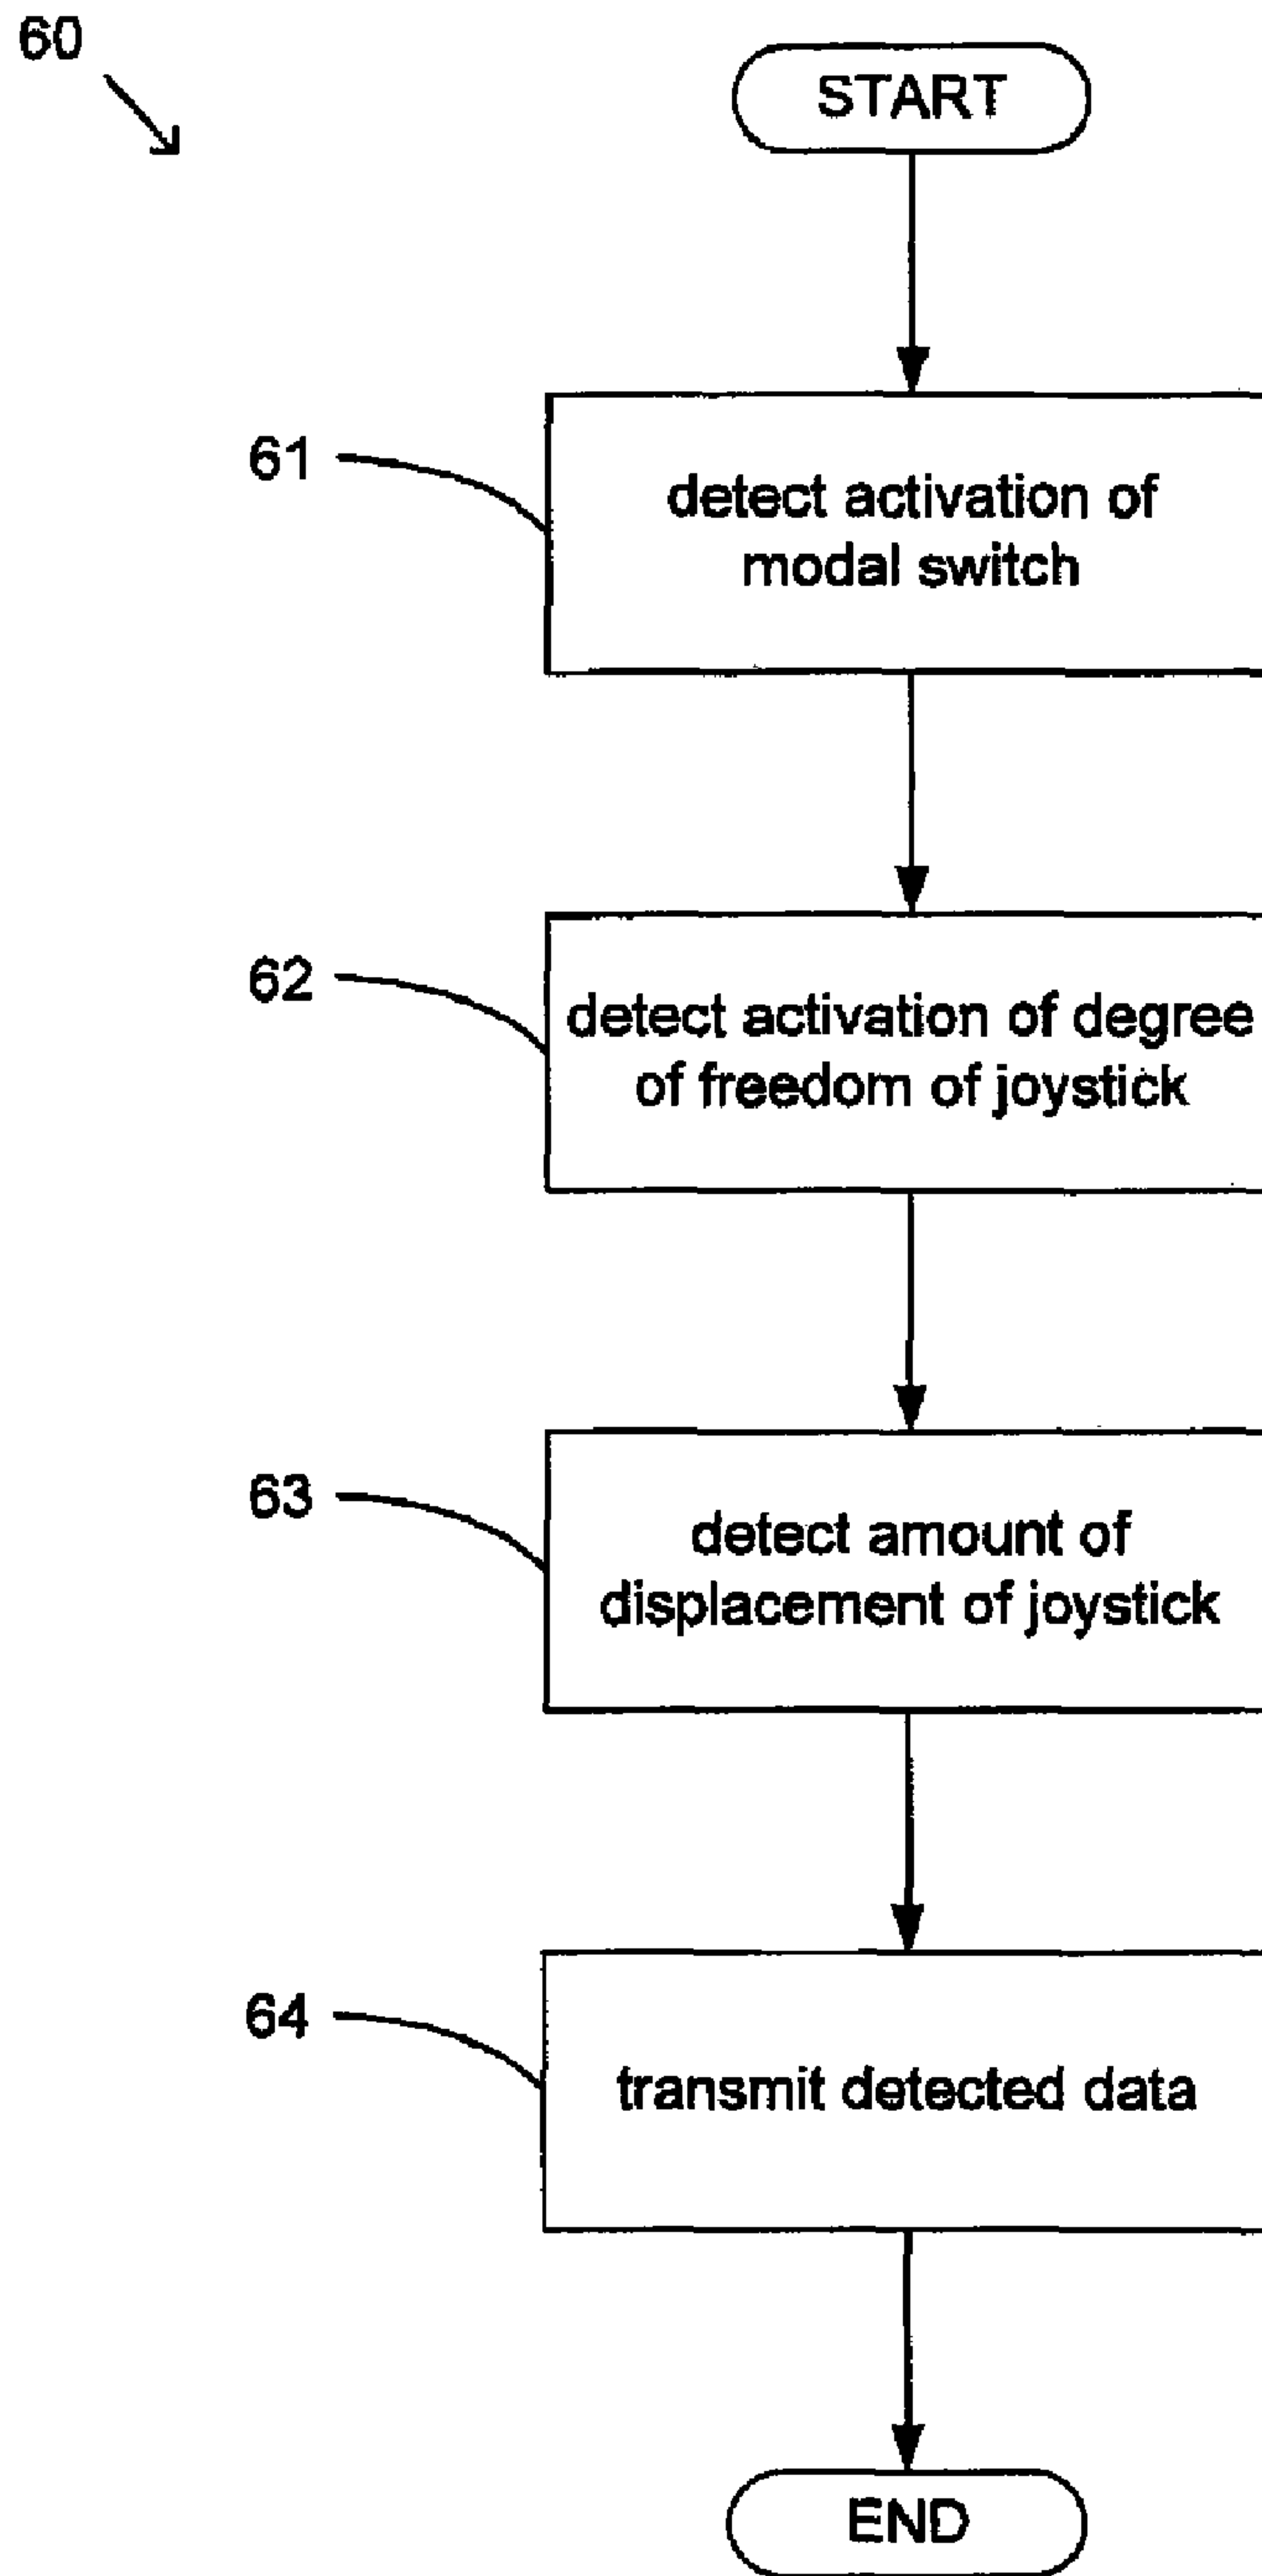 60
START
61
detect activation of
modal switch
62
detect activation of degree
of freedom of joystick
63
detect amount of
displacement of joystick
64
transmit detected data
END